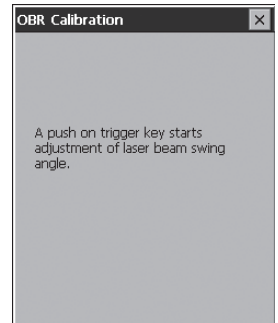 OBR Calibration
A push on trigger key starts
adjustment of laser beam swing
angle.